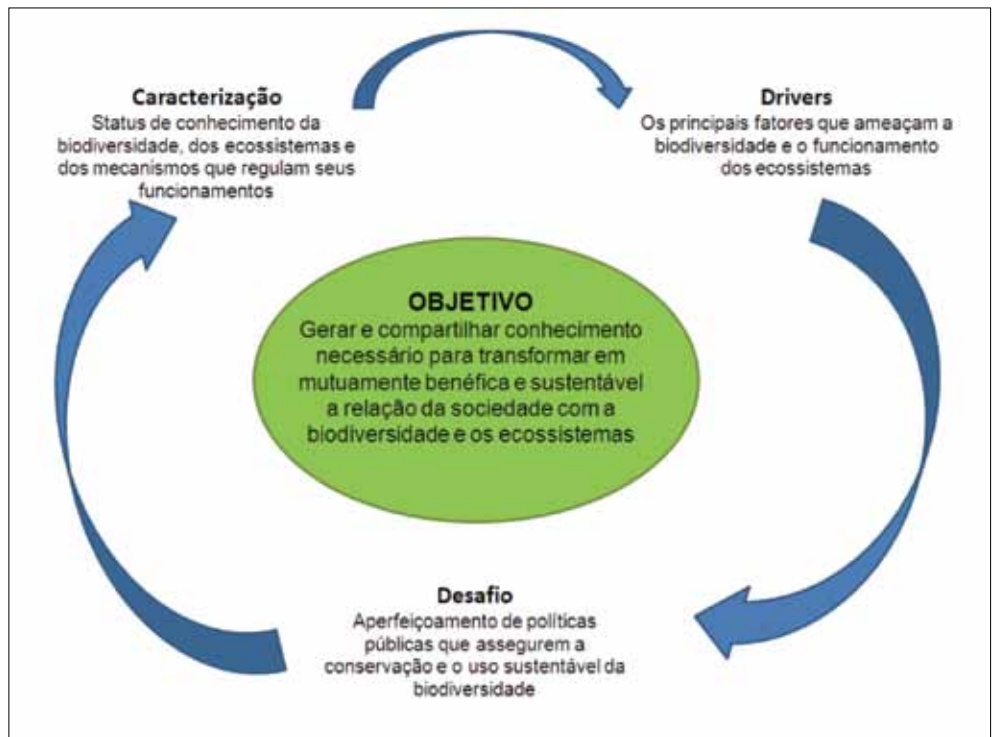 Caracterização
Status de conhecimento da
biodiversidade, dos ecossistemas e
dos mecanismos que regulam seus
funcionamentos
Drivers
Os principais fatores que ameaçam a
biodiversidade e o funcionamento
dos ecossistemas
OBJETIVO
Gerar e compartilhar conhecimento
necessário para transformar em
mutuamente benéfica e sustentável
a relação da sociedade com a
biodiversidade e os ecossistemas
Desafio
Aperfeiçoamento de políticas
públicas que assegurem a
conservação e o uso sustentável da
biodiversidade